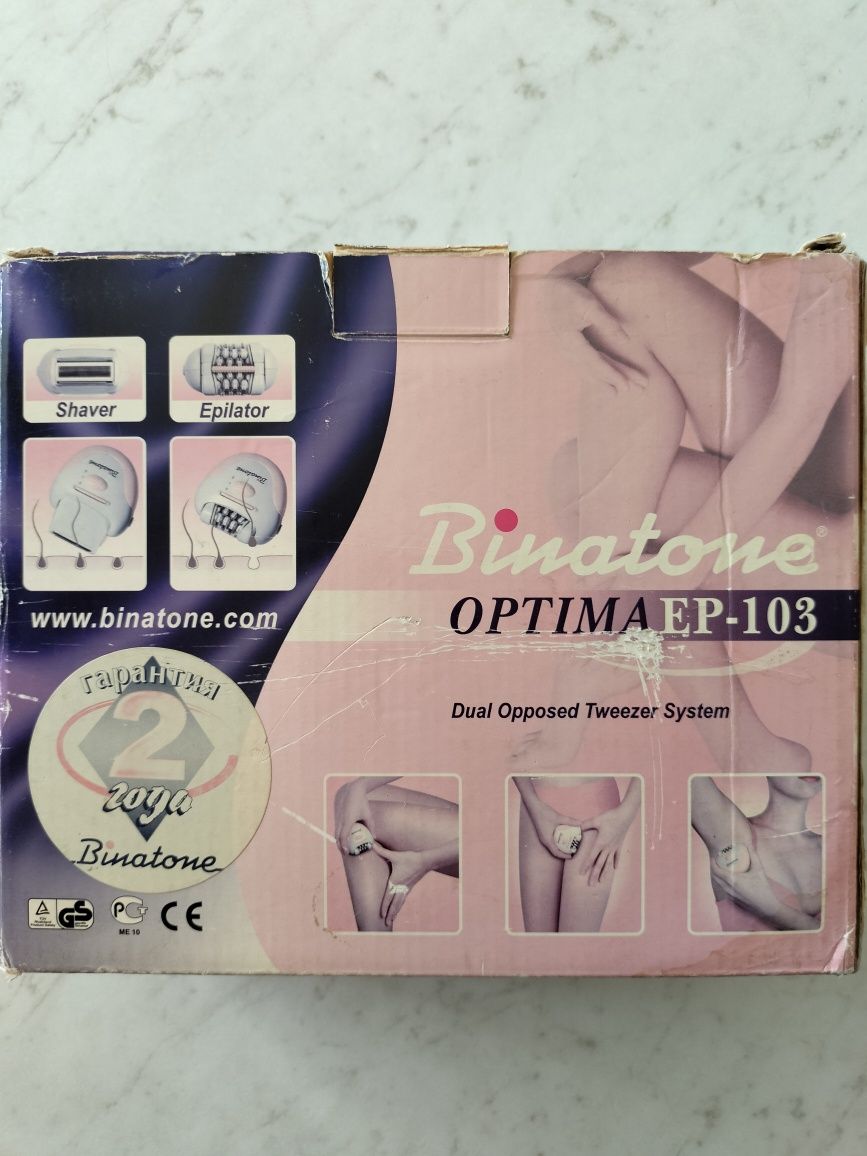 Shaver
Epilator
Binatone
Binatone
Binatone®
www.binatone.com
OPTIMA EP-103
Dual Opposed Tweezer System
гарантия
2
года
Binatone
GS
РСТ
ME 10
CE